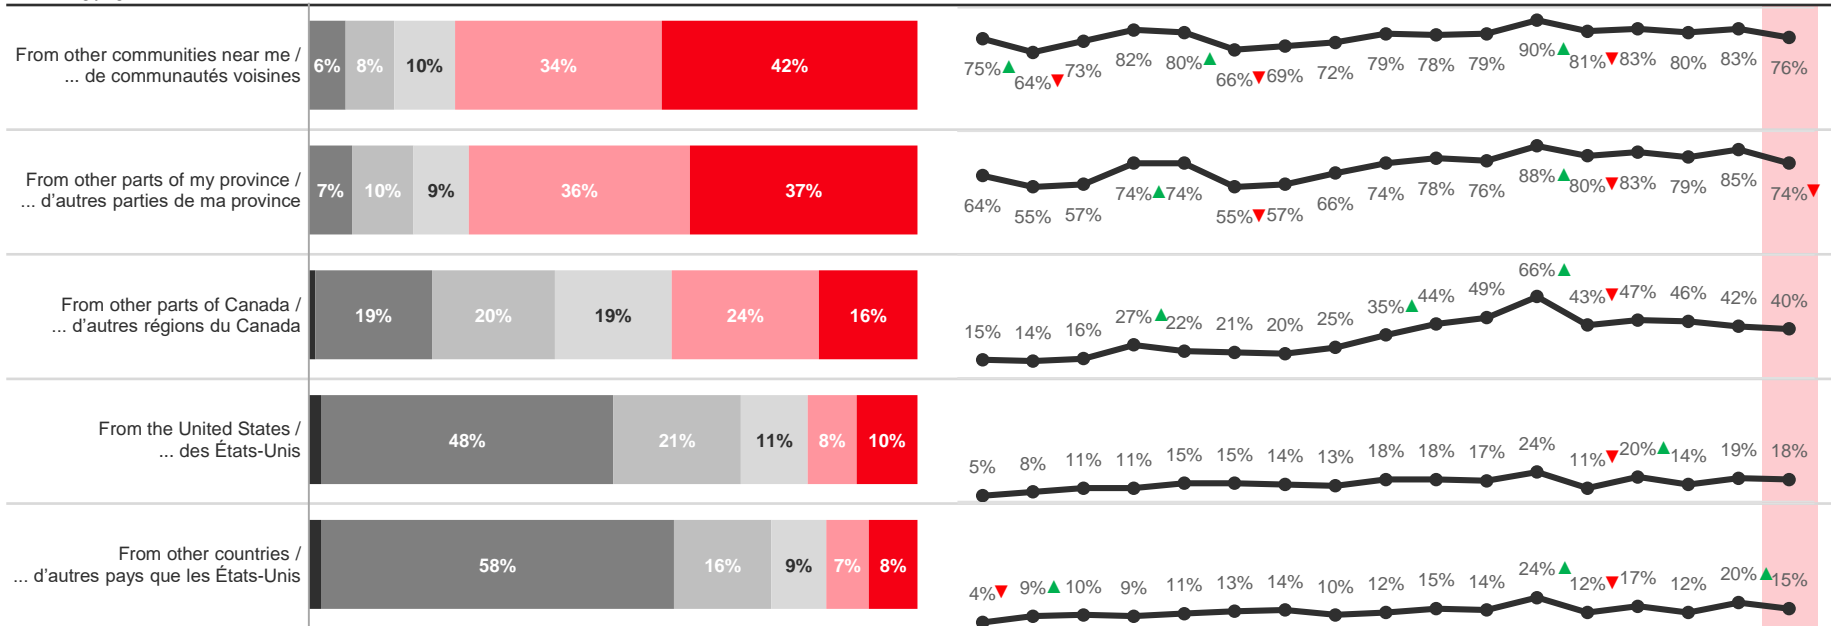 From other communities near me /
... de communautés voisines
6% 8% 10% 34% 42%
75% 64% 73% 82% 80% 66% 69% 72% 79% 78% 79% 90% 81% 83% 80% 83% 76%
From other parts of my province /
... d'autres parties de ma province
7% 10% 9% 36% 37%
64% 55% 57% 74% 74% 55% 57% 66% 74% 78% 76% 88% 80% 83% 79% 85% 74%
From other parts of Canada /
... d'autres régions du Canada
19% 20% 19% 24% 16%
15% 14% 16% 27% 22% 21% 20% 25% 35% 44% 49% 66% 43% 47% 46% 42% 40%
From the United States /
... des États-Unis
48% 21% 11% 8% 10%
5% 8% 11% 11% 15% 15% 14% 13% 18% 18% 17% 24% 11% 20% 14% 19% 18%
From other countries /
... d'autres pays que les États-Unis
58% 16% 9% 7% 8%
4% 9% 10% 9% 11% 13% 14% 10% 12% 15% 14% 24% 12% 17% 12% 20% 15%